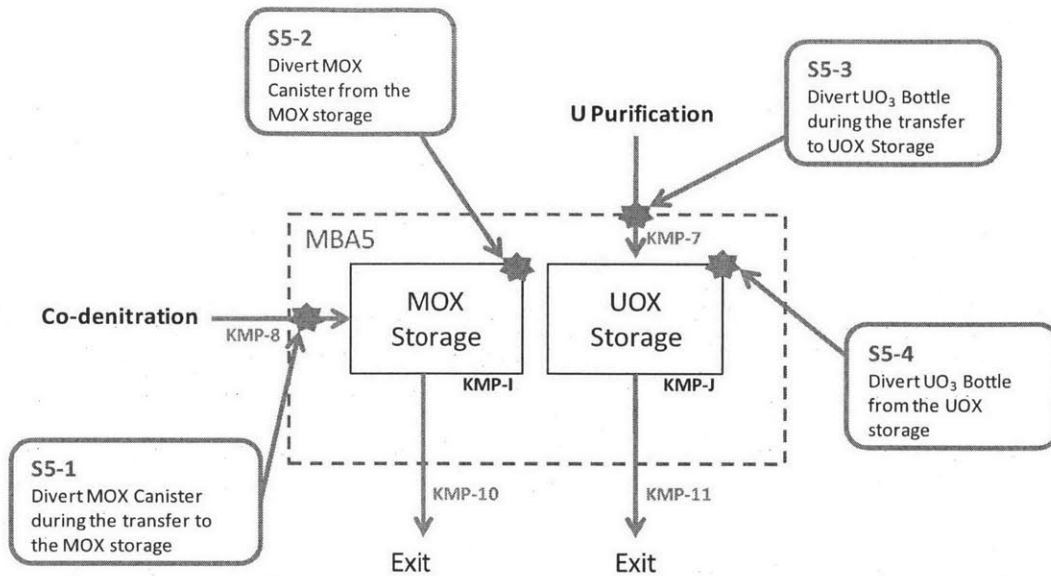 S5-2
Divert MOX
Canister from the
MOX storage
S5-3
Divert UO₃ Bottle
during the transfer
to UOX Storage
U Purification
MBA5
KMP-7
MOX
Storage
KMP-I
UOX
Storage
KMP-J
Co-denitration
KMP-8
S5-4
Divert UO₃ Bottle
from the UOX
storage
S5-1
Divert MOX Canister
during the transfer to
the MOX storage
KMP-10
KMP-11
Exit
Exit